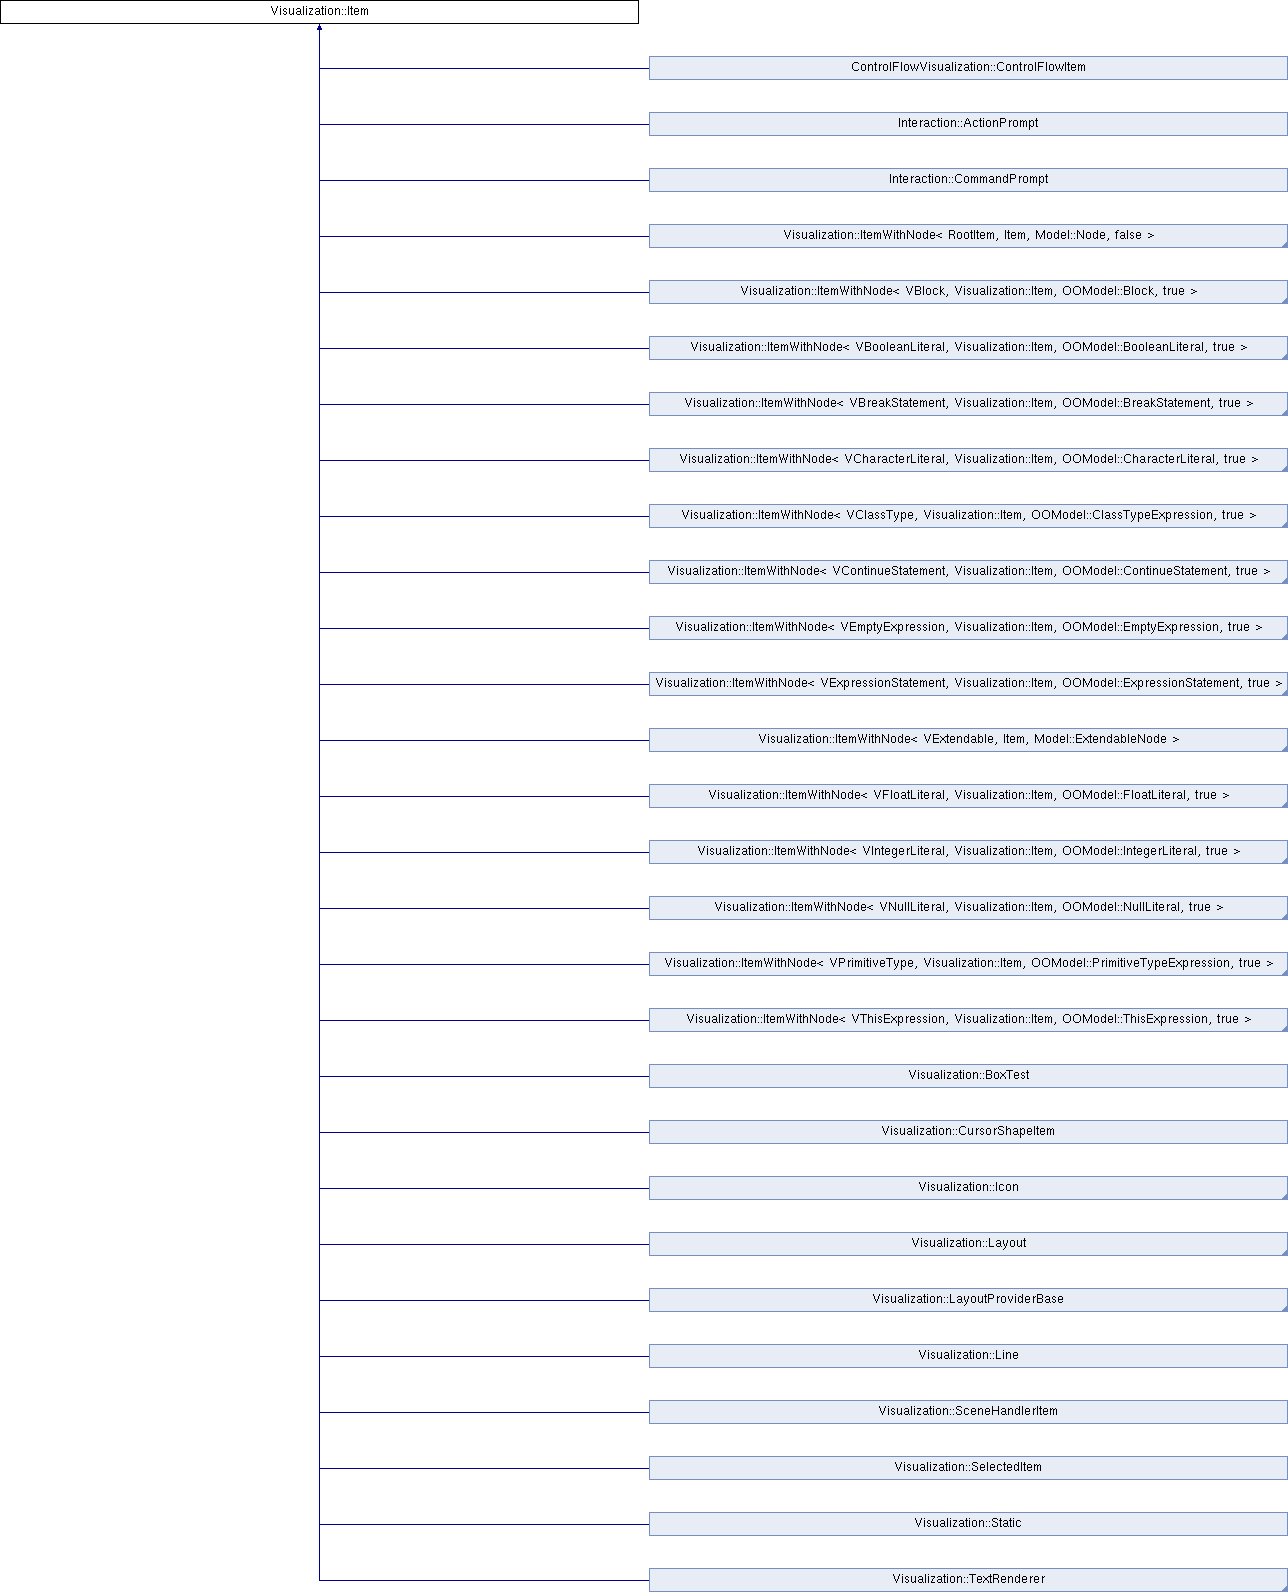 Visualization::Item
ControlFlowVisualization::ControlFlowItem
Interaction::ActionPrompt
Interaction::CommandPrompt
Visualization::ItemWithNode< RootItem, Item, Model::Node, false >
Visualization::ItemWithNode< VBlock, Visualization::Item, OOModel::Block, true >
Visualization::ItemWithNode< VBooleanLiteral, Visualization::Item, OOModel::BooleanLiteral, true >
Visualization::ItemWithNode< VBreakStatement, Visualization::Item, OOModel::BreakStatement, true >
Visualization::ItemWithNode< VCharacterLiteral, Visualization::Item, OOModel::CharacterLiteral, true >
Visualization::ItemWithNode< VClassType, Visualization::Item, OOModel::ClassTypeExpression, true >
Visualization::ItemWithNode< VContinueStatement, Visualization::Item, OOModel::ContinueStatement, true >
Visualization::ItemWithNode< VEmptyExpression, Visualization::Item, OOModel::EmptyExpression, true >
Visualization::ItemWithNode< VExpressionStatement, Visualization::Item, OOModel::ExpressionStatement, true >
Visualization::ItemWithNode< VExtendable, Item, Model::ExtendableNode >
Visualization::ItemWithNode< VFloatLiteral, Visualization::Item, OOModel::FloatLiteral, true >
Visualization::ItemWithNode< VIntegerLiteral, Visualization::Item, OOModel::IntegerLiteral, true >
Visualization::ItemWithNode< VNullLiteral, Visualization::Item, OOModel::NullLiteral, true >
Visualization::ItemWithNode< VPrimitiveType, Visualization::Item, OOModel::PrimitiveTypeExpression, true >
Visualization::ItemWithNode< VThisExpression, Visualization::Item, OOModel::ThisExpression, true >
Visualization::BoxTest
Visualization::CursorShapeItem
Visualization::Icon
Visualization::Layout
Visualization::LayoutProviderBase
Visualization::Line
Visualization::SceneHandlerItem
Visualization::SelectedItem
Visualization::Static
Visualization::TextRenderer